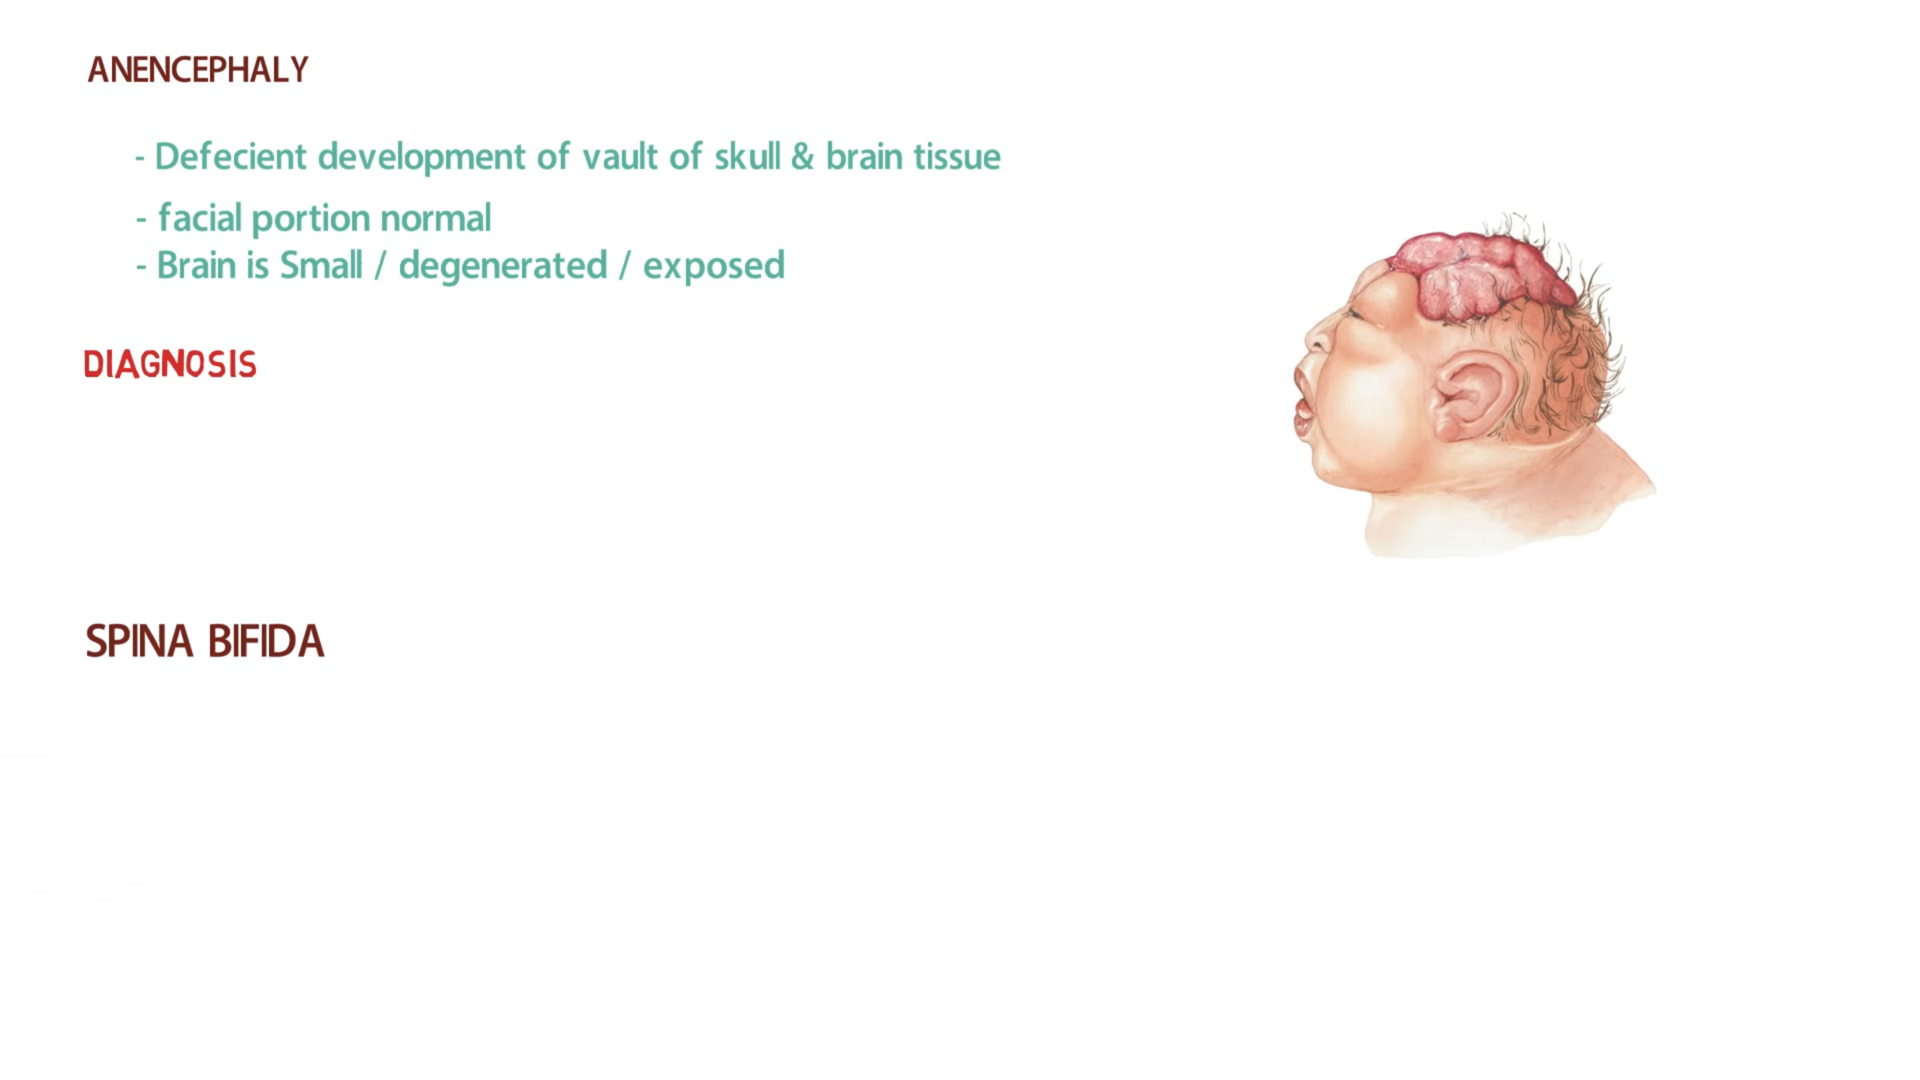 ANENCEPHALY
- Defecient development of vault of skull & brain tissue
- facial portion normal
- Brain is Small / degenerated / exposed
DIAGNOSIS
SPINA BIFIDA